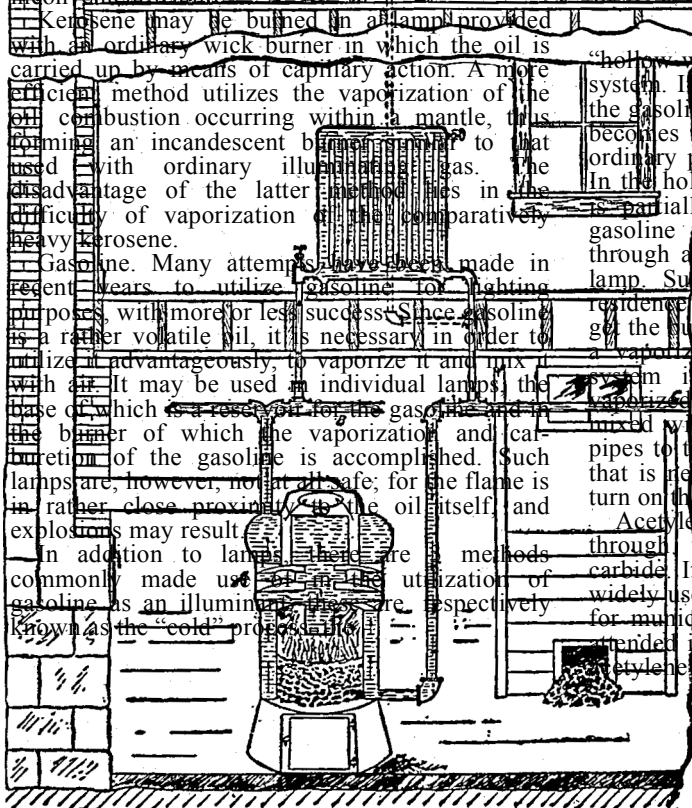 Kerosene may be burned in a lamp provided
with an ordinary wick burner in which the oil is
carried up by means of capillary action. A more
efficient method utilizes the vaporization of the
oil, combustion occurring within a mantle, thus
forming an incandescent burner similar to that
used with ordinary illuminating gas. The
disadvantage of the latter method lies in the
difficulty of vaporization of the comparatively
heavy kerosene.
Gasoline. Many attempts have been made in
recent years to utilize gasoline for lighting
purposes, with more or less success. Since gasoline
is a rather volatile oil, it is necessary in order to
utilize it advantageously, to vaporize it and mix it
with air. It may be used in individual lamps, the
base of which is a reservoir for the gasoline and in
the burner of which the vaporization and car-
buretion of the gasoline is accomplished. Such
lamps are, however, not at all safe; for the flame is
in rather close proximity to the oil itself, and
explosions may result.
In addition to lamps, there are 3 methods
commonly made use of in the utilization of
gasoline as an illuminant; these are, respectively
known as the “cold” process, the
“hollow
system.
the
becomes
ordinary
In the
is
gasoline
through a
lamp.
get the
a
system
vaporized
mixed
pipes to
that is
turn on
through
carbide.
widely
for
attended